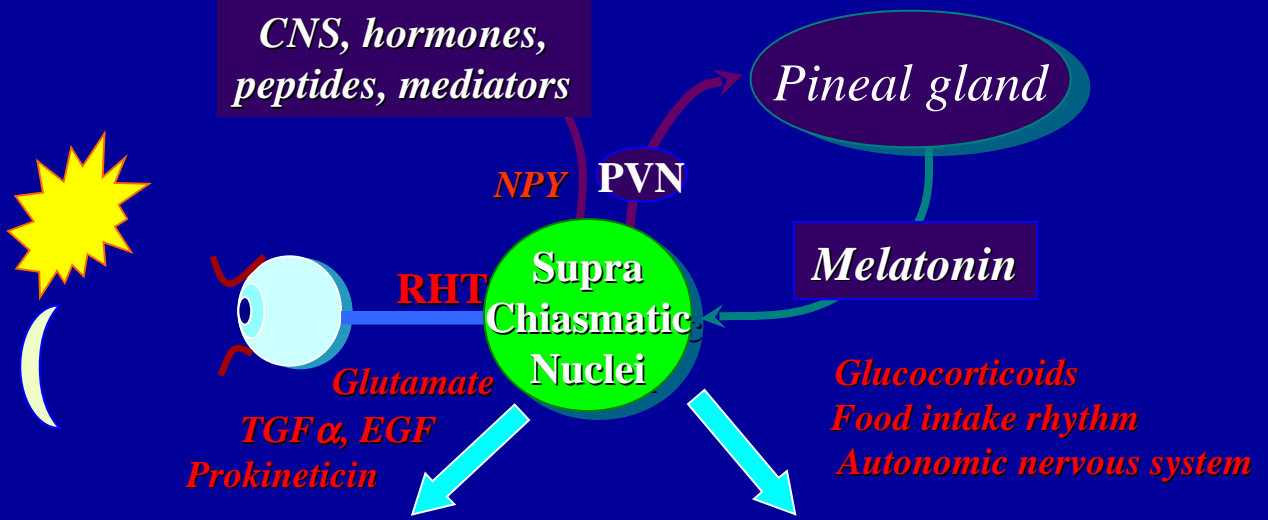 CNS, hormones,
peptides, mediators
Pineal gland
NPY
PVN
Melatonin
RHT
Supra
Chiasmatic
Nuclei
Glutamate
TGFα, EGF
Prokineticin
Glucocorticoids
Food intake rhythm
Autonomic nervous system